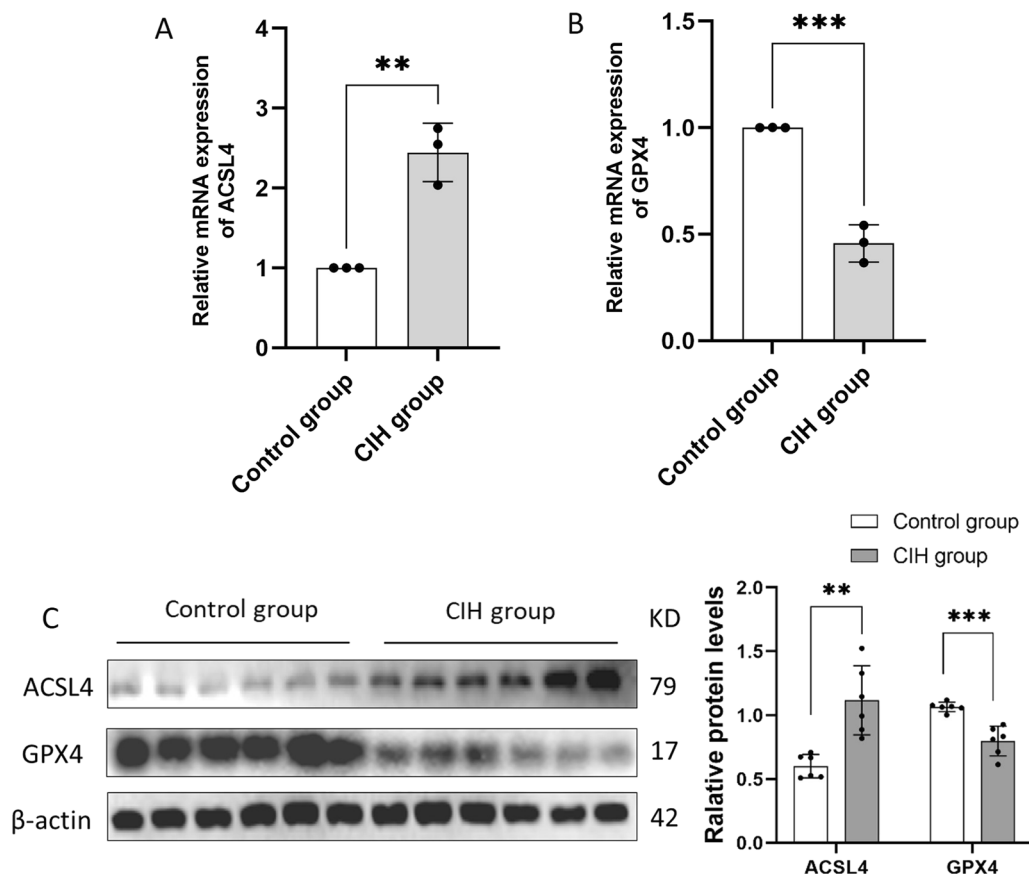 A
Relative mRNA expression
of ACSL4
4
3
2
1
0
**
Control group
CIH group
B
Relative mRNA expression
of GPX4
1.5
1.0
0.5
0.0
***
Control group
CIH group
C
Control group
CIH group
KD
ACSL4
79
GPX4
17
β-actin
42
Control group
CIH group
Ralative protein levels
2.0
1.5
1.0
0.5
0.0
**
***
ACSL4
GPX4